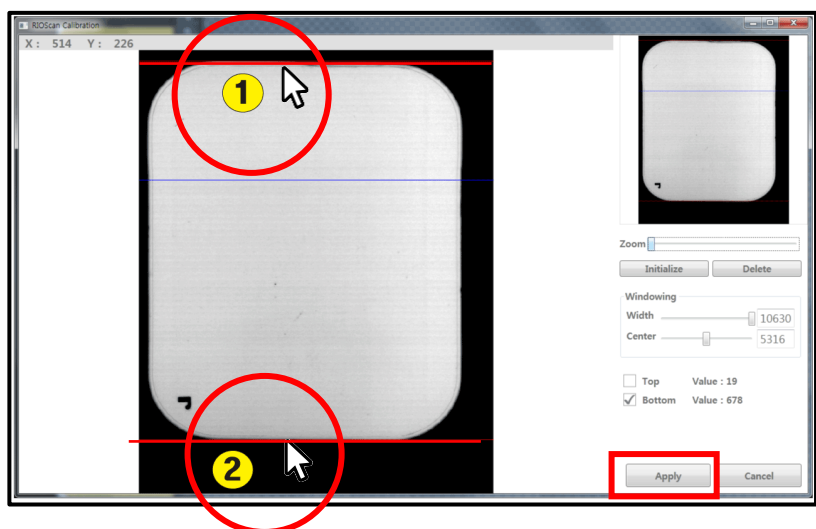 RIOScan Calibration
X : 514 Y : 226
1
2
Zoom
Initialize Delete
Windowing
Width 10630
Center 5316
Top Value : 19
Bottom Value : 678
Apply Cancel